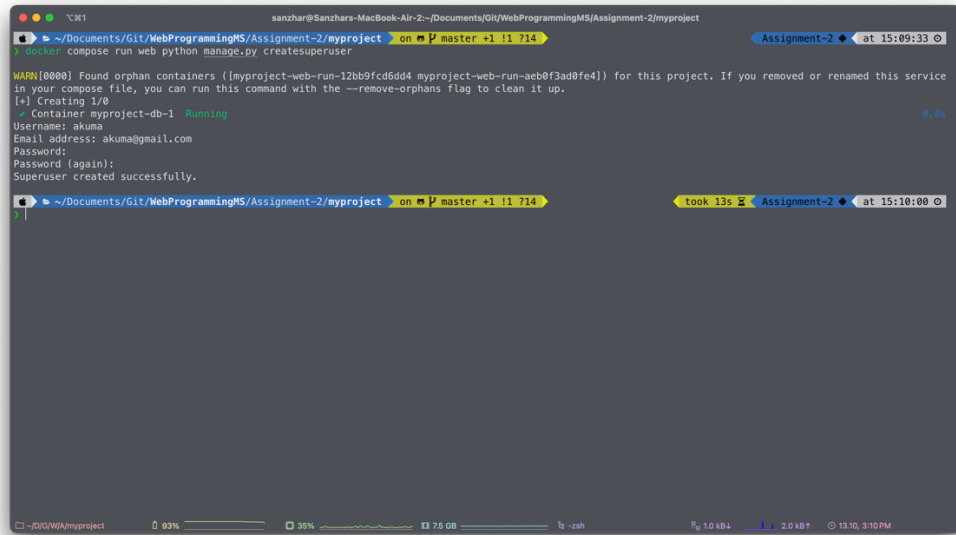 ⌥⌘1
sanzhar@Sanzhars-MacBook-Air-2:~/Documents/Git/WebProgrammingMS/Assignment-2/myproject
~/Documents/Git/WebProgrammingMS/Assignment-2/myproject on master +1 !1 ?14 Assignment-2 at 15:09:33
❯ docker compose run web python manage.py createsuperuser
WARN[0000] Found orphan containers ([myproject-web-run-12bb9fcd6dd4 myproject-web-run-aeb0f3ad0fe4]) for this project. If you removed or renamed this service
in your compose file, you can run this command with the --remove-orphans flag to clean it up.
[+] Creating 1/0
✔ Container myproject-db-1 Running 0.0s
Username: akuma
Email address: akuma@gmail.com
Password:
Password (again):
Superuser created successfully.
~/Documents/Git/WebProgrammingMS/Assignment-2/myproject on master +1 !1 ?14 took 13s Assignment-2 at 15:10:00
❯
~/D/G/W/A/myproject 93% 35% 7.5 GB -zsh 1.0 kB↓ 2.0 kB↑ 13.10, 3:10 PM